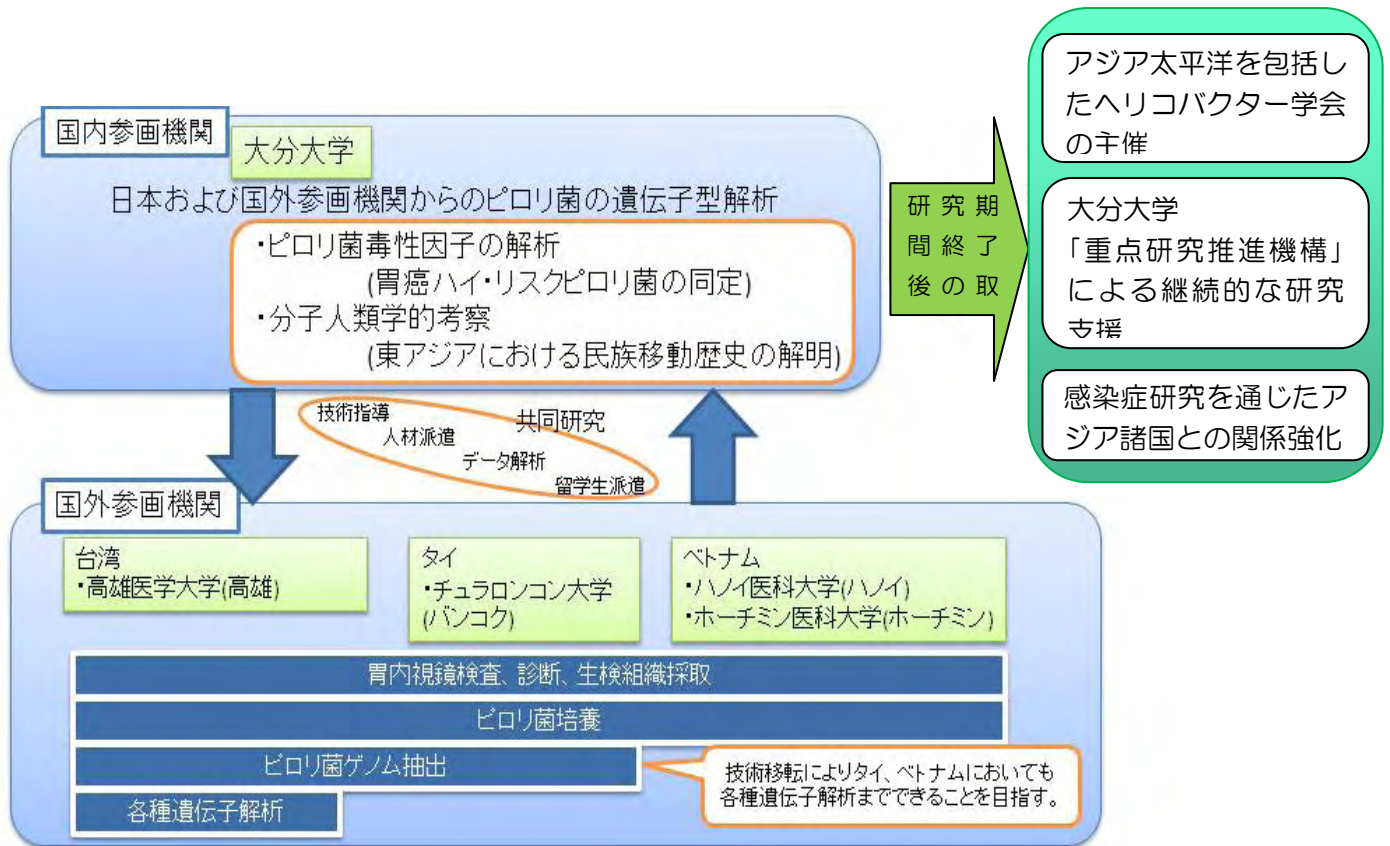 国内参画機関
大分大学
日本および国外参画機関からのピロリ菌の遺伝子型解析
・ピロリ菌毒性因子の解析
(胃癌ハイ・リスクピロリ菌の同定)
・分子人類学的考察
(東アジアにおける民族移動歴史の解明)
研究期
間終了
後の取
アジア太平洋を包括し
たヘリコバクター学会
の主催
大分大学
「重点研究推進機構」
による継続的な研究
支援
感染症研究を通じたア
ジア諸国との関係強化
技術指導
人材派遣
共同研究
データ解析
留学生派遣
国外参画機関
台湾
・高雄医学大学(高雄)
タイ
・チュラロンコン大学
(バンコク)
ベトナム
・ハノイ医科大学(ハノイ)
・ホーチミン医科大学(ホーチミン)
胃内視鏡検査、診断、生検組織採取
ピロリ菌培養
ピロリ菌ゲノム抽出
各種遺伝子解析
技術移転によりタイ、ベトナムにおいても
各種遺伝子解析までできることを目指す。